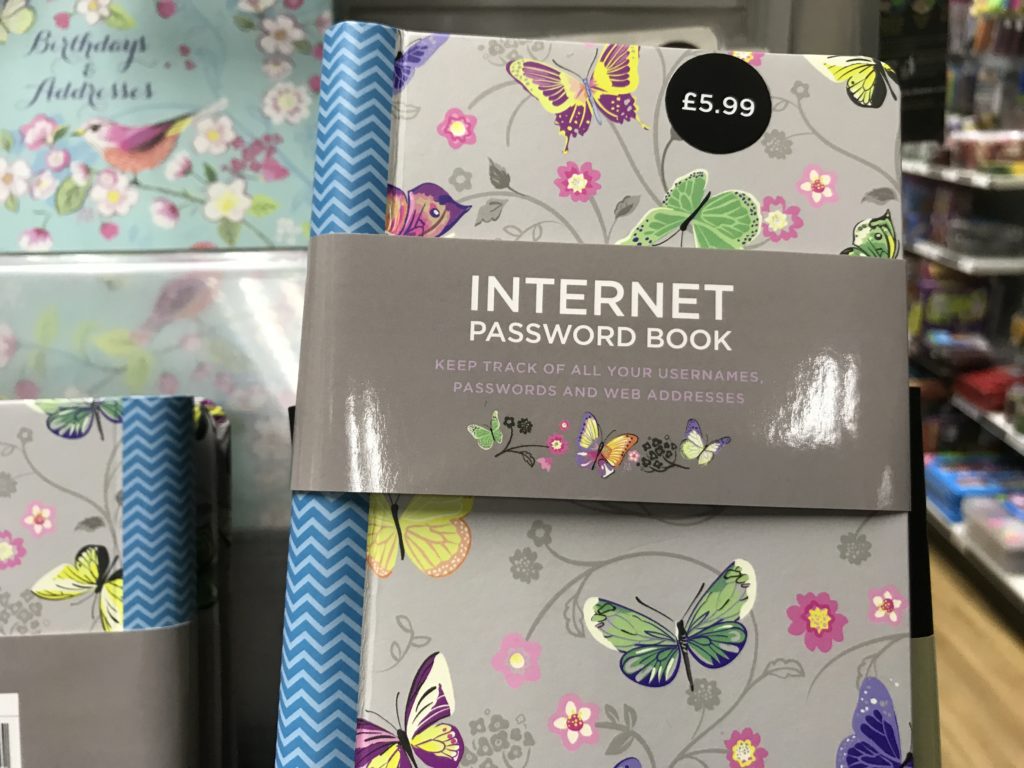 Birthdays
&
Addresses
£5.99
INTERNET
PASSWORD BOOK
KEEP TRACK OF ALL YOUR USERNAMES,
PASSWORDS AND WEB ADDRESSES